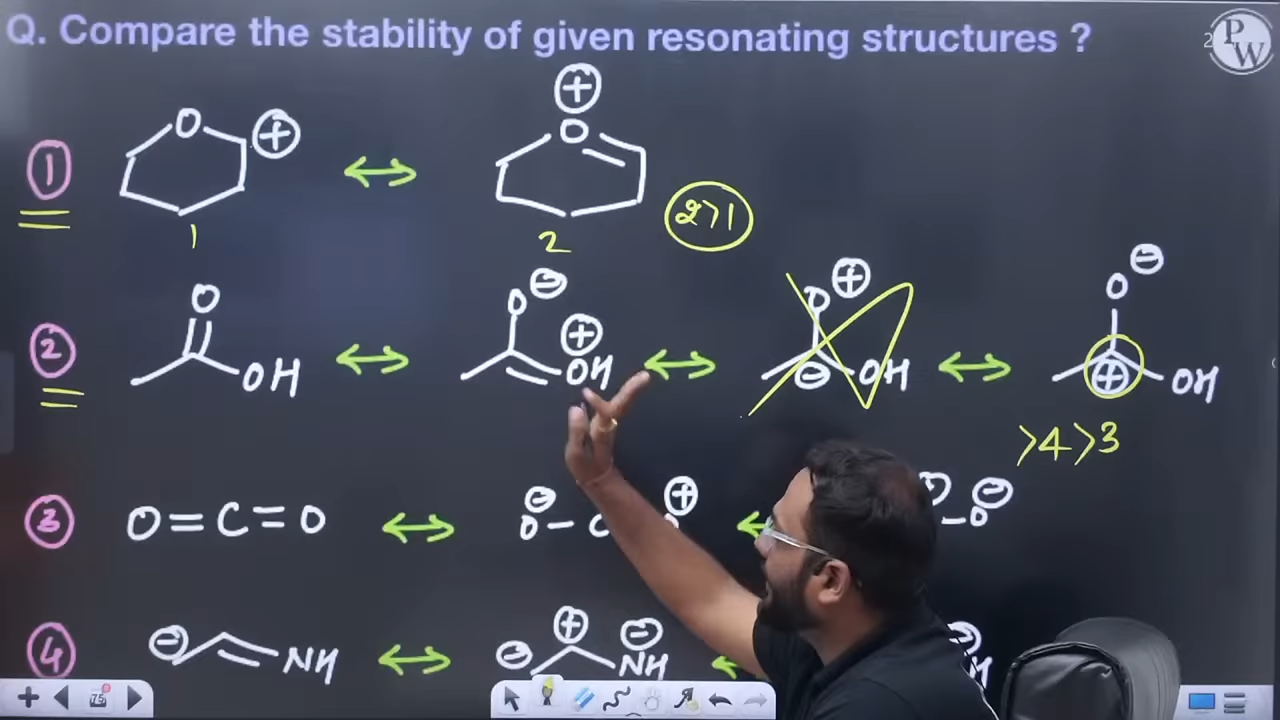 Q. Compare the stability of given resonating structures ?
PW
1 O ⊕ ↔ ⊕ O
1 2 2>1
2 O OH ↔ O ⊖ ⊕ OH ↔ O ⊕ ⊖ OH ↔ O ⊖ ⊕ OH
>4>3
3 O=C=O ↔ ⊖ O–C ⊕ ↔ –O ⊖
4 ⊖ NH ↔ ⊖ ⊕ ⊖ NH
75